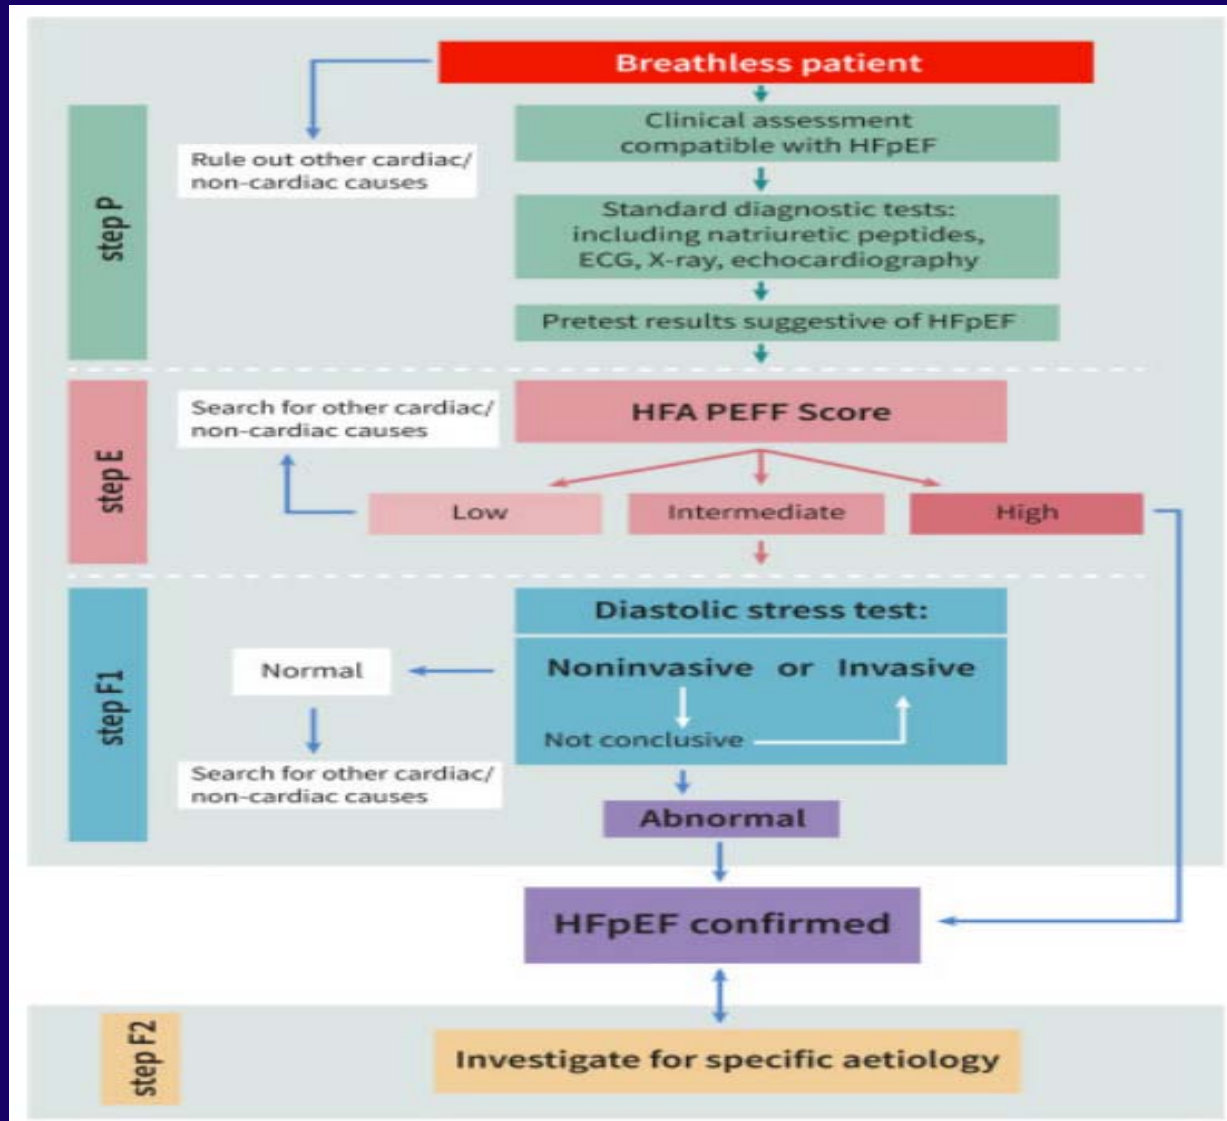 Breathless patient
step P
Rule out other cardiac/
non-cardiac causes
Clinical assessment
compatible with HFpEF
Standard diagnostic tests:
including natriuretic peptides,
ECG, X-ray, echocardiography
Pretest results suggestive of HFpEF
step E
Search for other cardiac/
non-cardiac causes
HFA PEFF Score
Low
Intermediate
High
step F1
Diastolic stress test:
Noninvasive or Invasive
Not conclusive
Normal
Search for other cardiac/
non-cardiac causes
Abnormal
HFpEF confirmed
step F2
Investigate for specific aetiology